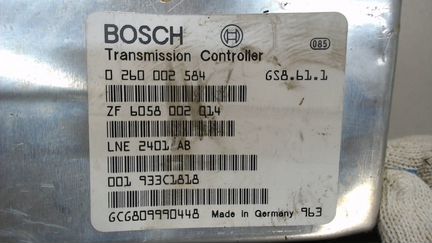 BOSCH 085
Transmission Controller
0 260 002 584 GS8.61.1
ZF 6058 002 014
LNE 2401 AB
001 933C1818
GCG809990448 Made in Germany 963